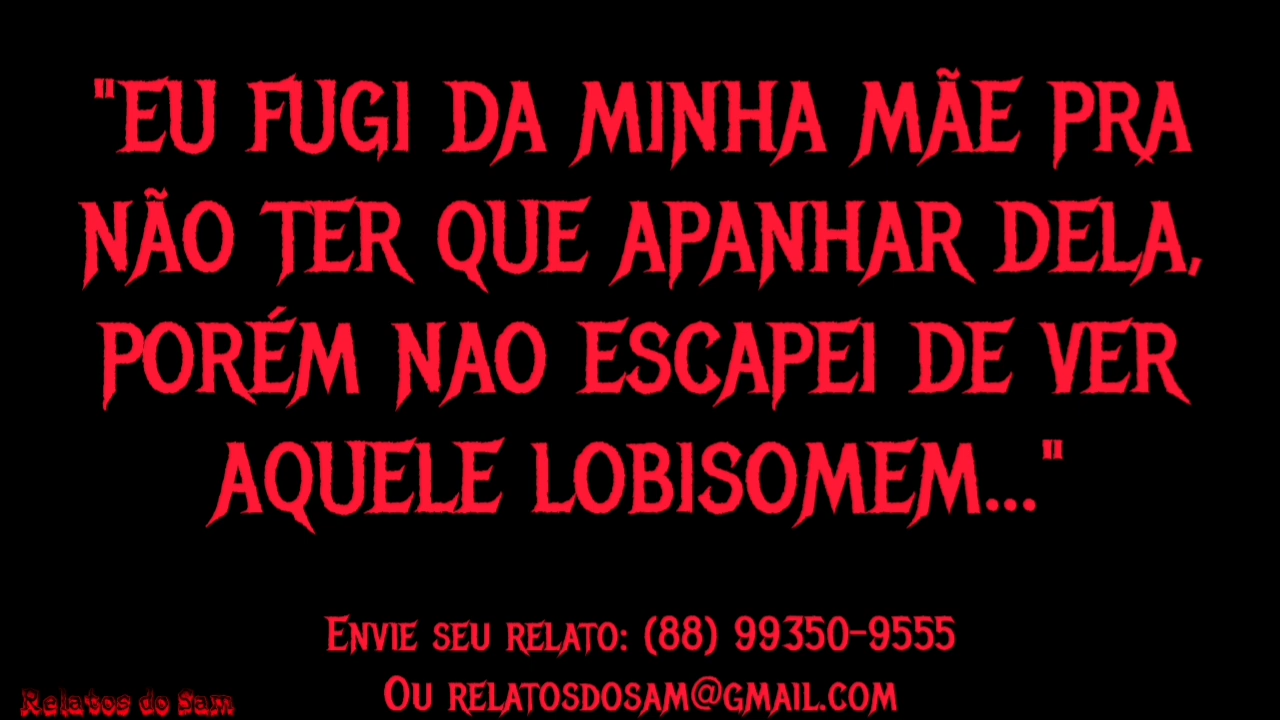 "EU FUGI DA MINHA MÃE PRA
NÃO TER QUE APANHAR DELA,
PORÉM NAO ESCAPEI DE VER
AQUELE LOBISOMEM..."
ENVIE SEU RELATO: (88) 99350-9555
OU RELATOSDOSAM@GMAIL.COM
Relatos do Sam